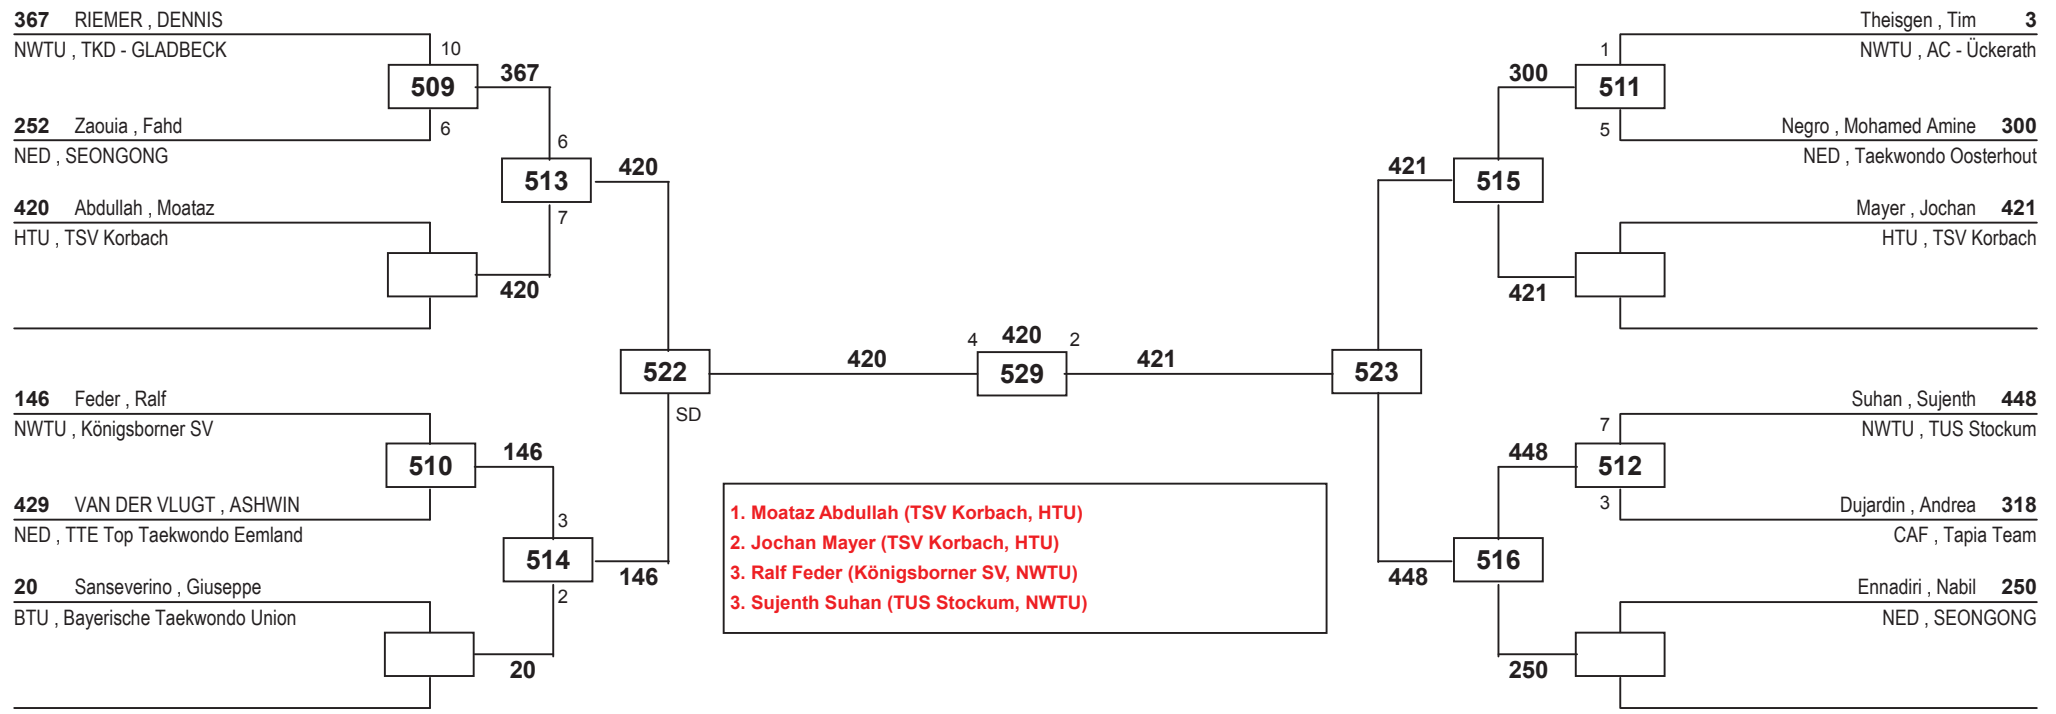 367 RIEMER , DENNIS
NWTU , TKD - GLADBECK
10
509
367
252 Zaouia , Fahd
6
NED , SEONGONG
6
513
420
7
420 Abdullah , Moataz
HTU , TSV Korbach
420
522
SD
146 Feder , Ralf
NWTU , Königsborner SV
510
146
429 VAN DER VLUGT , ASHWIN
NED , TTE Top Taekwondo Eemland
3
514
146
2
20 Sanseverino , Giuseppe
BTU , Bayerische Taekwondo Union
20
420
4 420 2
529
421
1. Moataz Abdullah (TSV Korbach, HTU)
2. Jochan Mayer (TSV Korbach, HTU)
3. Ralf Feder (Königsborner SV, NWTU)
3. Sujenth Suhan (TUS Stockum, NWTU)
Theisgen , Tim 3
NWTU , AC - Ückerath
1
300
511
5
Negro , Mohamed Amine 300
NED , Taekwondo Oosterhout
421
515
Mayer , Jochan 421
HTU , TSV Korbach
421
523
Suhan , Sujenth 448
NWTU , TUS Stockum
7
448
512
3
Dujardin , Andrea 318
CAF , Tapia Team
448
516
Ennadiri , Nabil 250
NED , SEONGONG
250